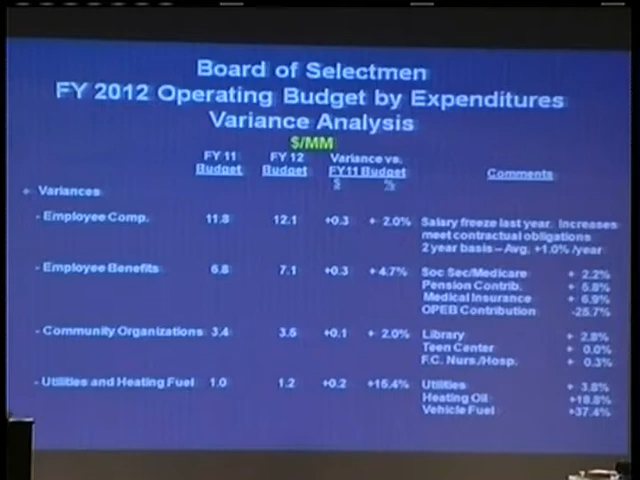 Board of Selectmen
FY 2012 Operating Budget by Expenditures
Variance Analysis
$/MM
FY 11 Budget FY 12 Budget Variance vs. FY11 Budget Comments
$ %
Variances
- Employee Comp. 11.8 12.1 +0.3 + 2.0% Salary freeze last year. Increases
meet contractual obligations
2 year basis – Avg. +1.0% /year
- Employee Benefits 6.8 7.1 +0.3 + 4.7% Soc Sec/Medicare + 2.2%
Pension Contrib. + 5.8%
Medical Insurance + 6.9%
OPEB Contribution -25.7%
- Community Organizations 3.4 3.5 +0.1 + 2.0% Library + 2.8%
Teen Center + 0.0%
F.C. Nurs./Hosp. + 0.3%
- Utilities and Heating Fuel 1.0 1.2 +0.2 +15.4% Utilities + 3.8%
Heating Oil +18.8%
Vehicle Fuel +37.4%